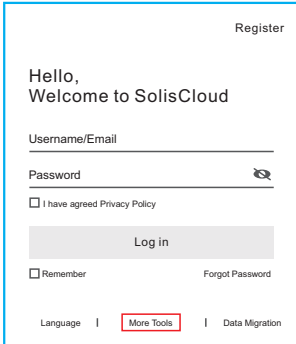 Register
Hello,
Welcome to SolisCloud
Username/Email
Password
I have agreed Privacy Policy
Log in
Remember Forgot Password
Language | More Tools | Data Migration